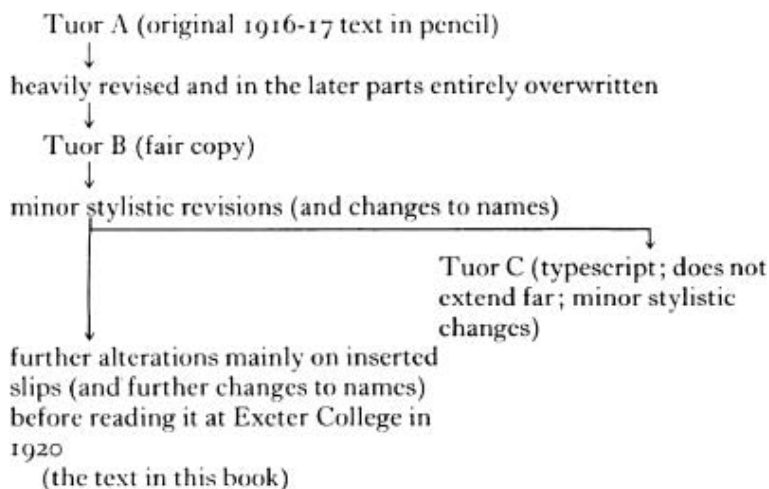 Tuor A (original 1916-17 text in pencil)
heavily revised and in the later parts entirely overwritten
Tuor B (fair copy)
minor stylistic revisions (and changes to names)
Tuor C (typescript; does not
extend far; minor stylistic
changes)
further alterations mainly on inserted
slips (and further changes to names)
before reading it at Exeter College in
1920
(the text in this book)